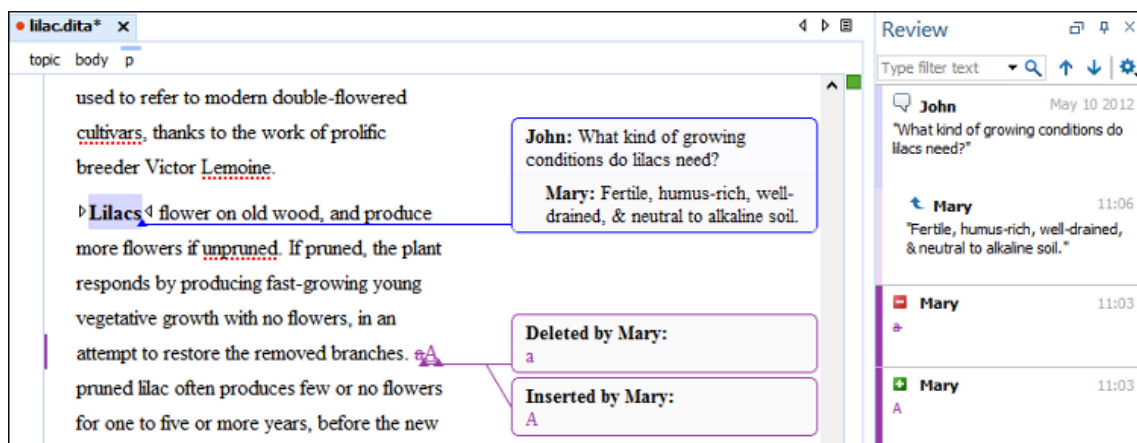 lilac.dita*
topic body p
used to refer to modern double-flowered
cultivars, thanks to the work of prolific
breeder Victor Lemoine.
Lilacs flower on old wood, and produce
more flowers if unpruned. If pruned, the plant
responds by producing fast-growing young
vegetative growth with no flowers, in an
attempt to restore the removed branches. aA
pruned lilac often produces few or no flowers
for one to five or more years, before the new
John: What kind of growing
conditions do lilacs need?
Mary: Fertile, humus-rich, well-
drained, & neutral to alkaline soil.
Deleted by Mary:
a
Inserted by Mary:
A
Review
Type filter text
John May 10 2012
"What kind of growing conditions do
lilacs need?"
Mary 11:06
"Fertile, humus-rich, well-drained,
& neutral to alkaline soil."
Mary 11:03
a
Mary 11:03
A